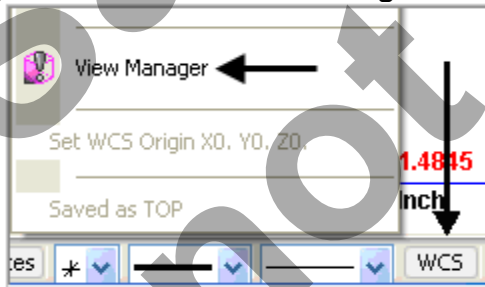 View Manager
Set WCS Origin X0. Y0. Z0.
1.4845
Saved as TOP
Inch
tes
WCS